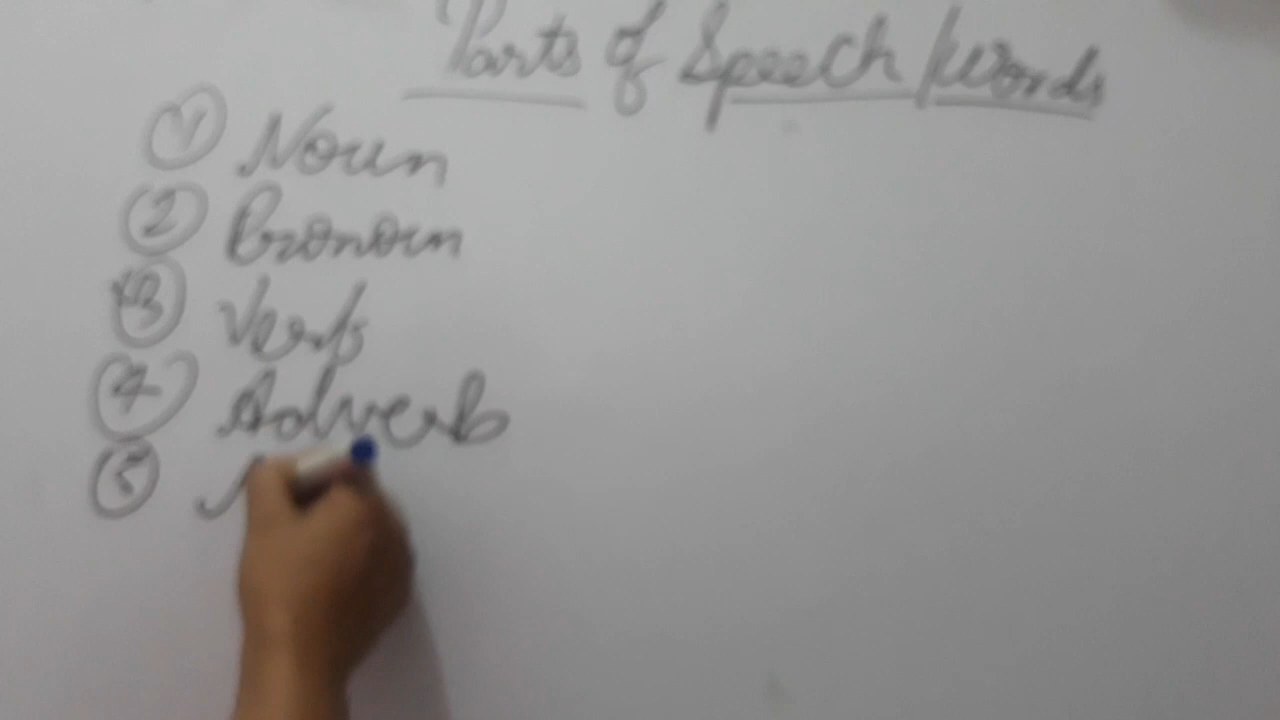 Parts of Speech/Words
① Noun
② Pronoun
③ Verb
④ Adverb
⑤